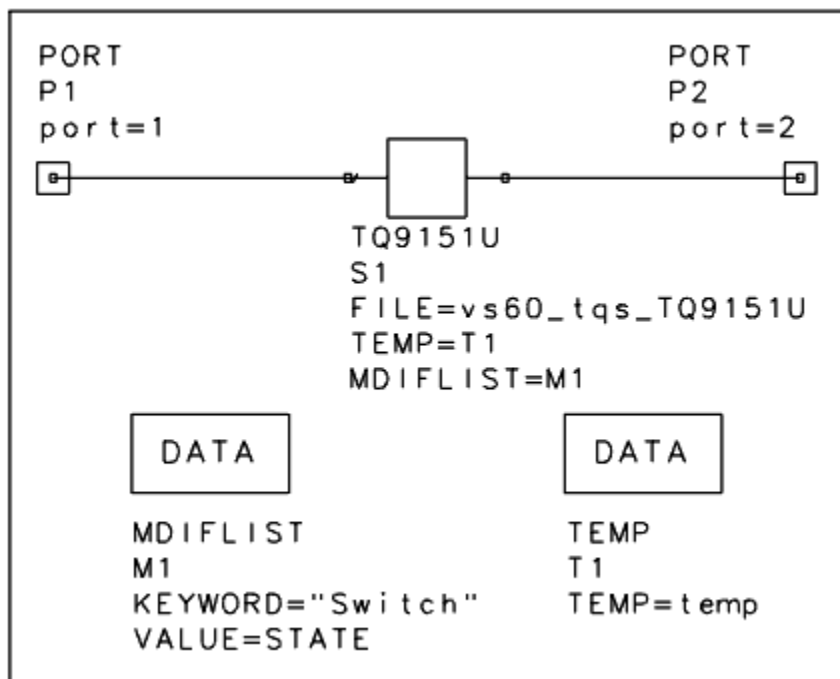 PORT
P1
port=1
PORT
P2
port=2
TQ9151U
S1
FILE=vs60_tqs_TQ9151U
TEMP=T1
MDIFLIST=M1
DATA
MDIFLIST
M1
KEYWORD="Switch"
VALUE=STATE
DATA
TEMP
T1
TEMP=temp